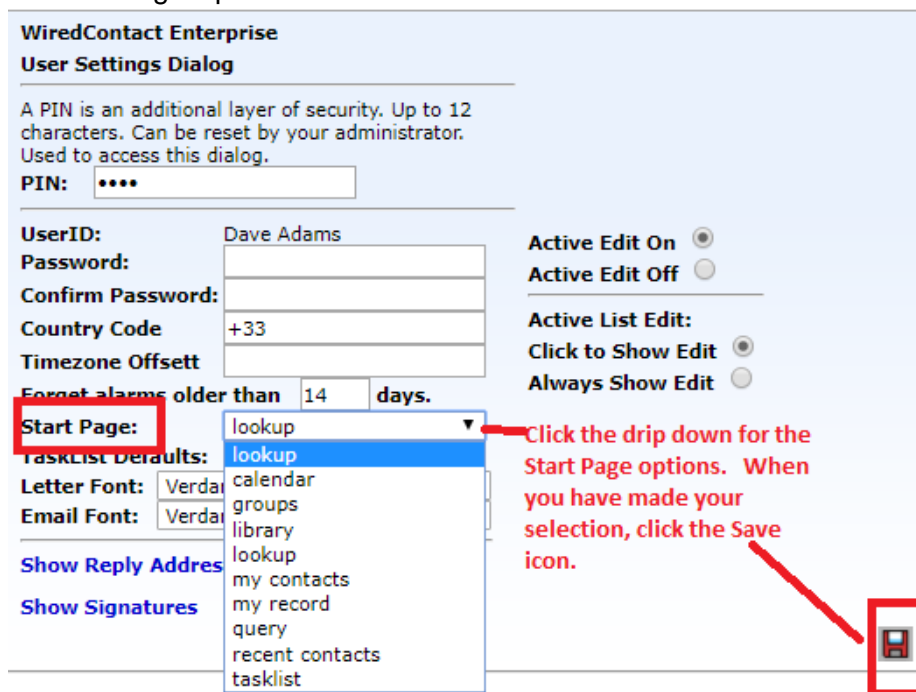 WiredContact Enterprise
User Settings Dialog
A PIN is an additional layer of security. Up to 12
characters. Can be reset by your administrator.
Used to access this dialog.
PIN: ••••
UserID: Dave Adams
Password:
Confirm Password:
Country Code +33
Timezone Offsett
Forget alarms older than 14 days.
Start Page: lookup
TaskList Defaults:
Letter Font: Verda
Email Font: Verda
Show Reply Addres
Show Signatures
lookup
calendar
groups
library
lookup
my contacts
my record
query
recent contacts
tasklist
Active Edit On
Active Edit Off
Active List Edit:
Click to Show Edit
Always Show Edit
Click the drip down for the
Start Page options. When
you have made your
selection, click the Save
icon.